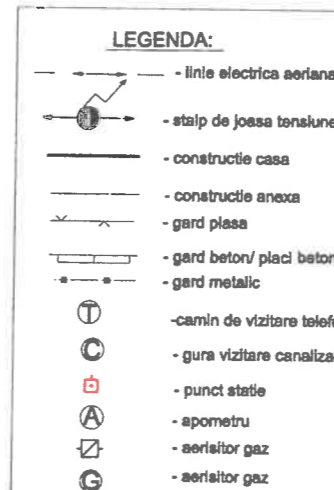 LEGENDA:
- linie electrica aeriana
- stalp de joasa tensiune
- constructie casa
- constructie anexa
- gard plasa
- gard beton/ placi beton
- gard metalic
T -camin de vizitare telef
C - gura vizitare canaliza
- punct statie
A - apometru
- aerisitor gaz
G - aerisitor gaz